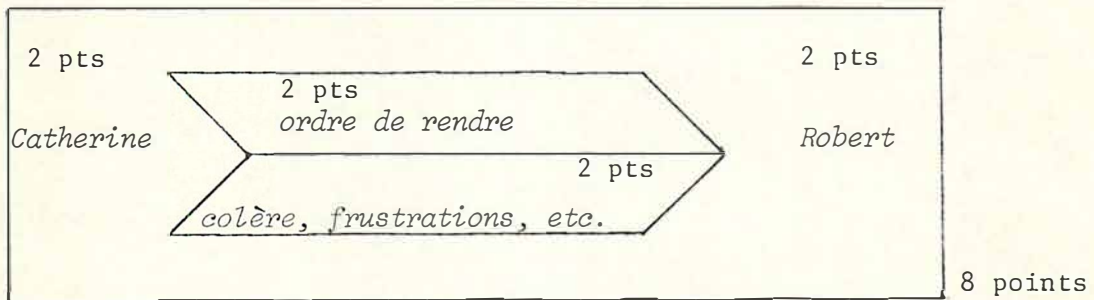 2 pts
2 pts
2 pts
ordre de rendre
Catherine
Robert
2 pts
colère, frustrations, etc.
8 points